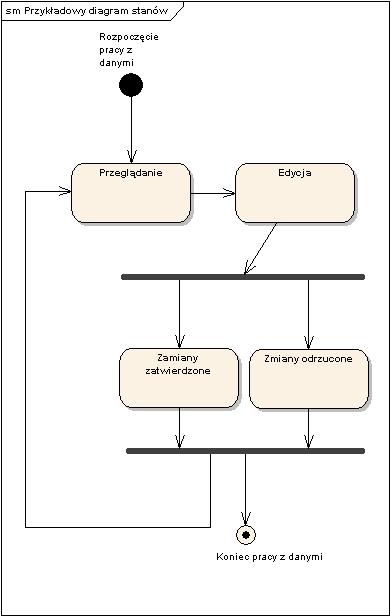 sm Przykładowy diagram stanów
Rozpoczęcie
pracy z
danymi
Przeglądanie
Edycja
Zamiany
zatwierdzone
Zmiany odrzucone
Koniec pracy z danymi